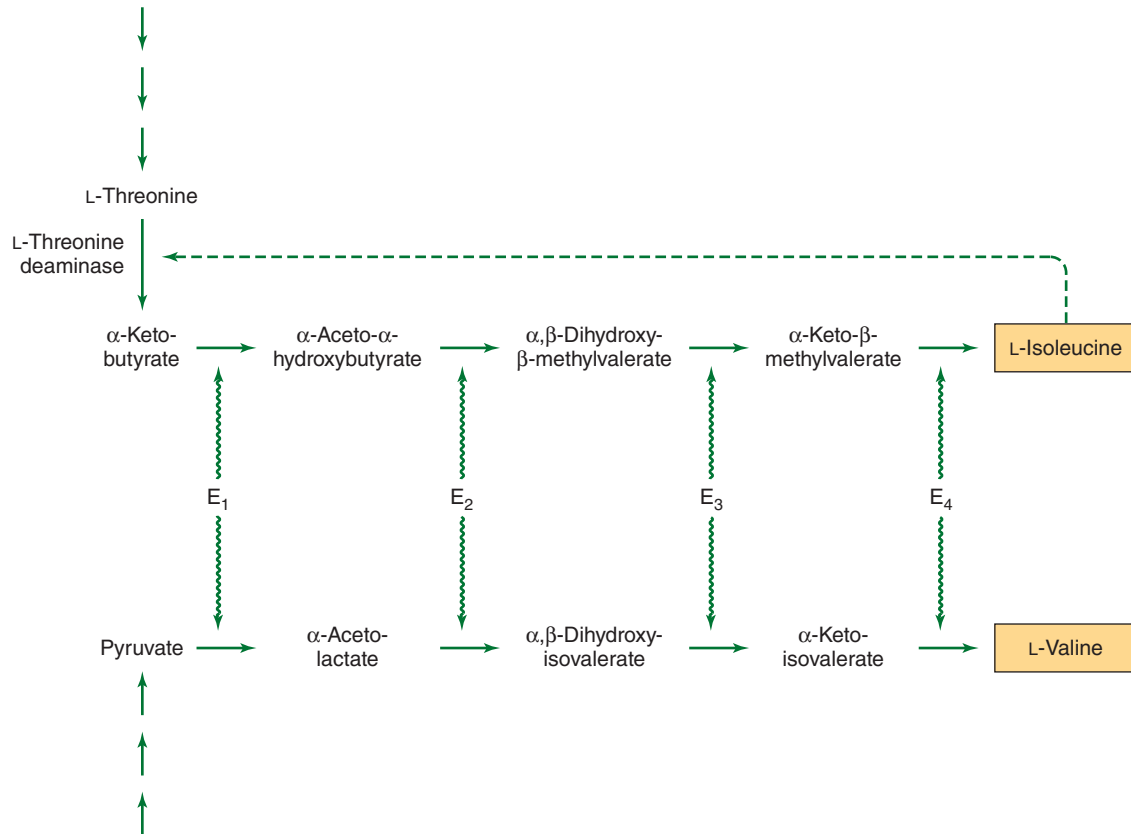 L-Threonine
L-Threonine
deaminase
α-Keto-
butyrate
α-Aceto-α-
hydroxybutyrate
α,β-Dihydroxy-
β-methylvalerate
α-Keto-β-
methylvalerate
L-Isoleucine
E1
E2
E3
E4
Pyruvate
α-Aceto-
lactate
α,β-Dihydroxy-
isovalerate
α-Keto-
isovalerate
L-Valine